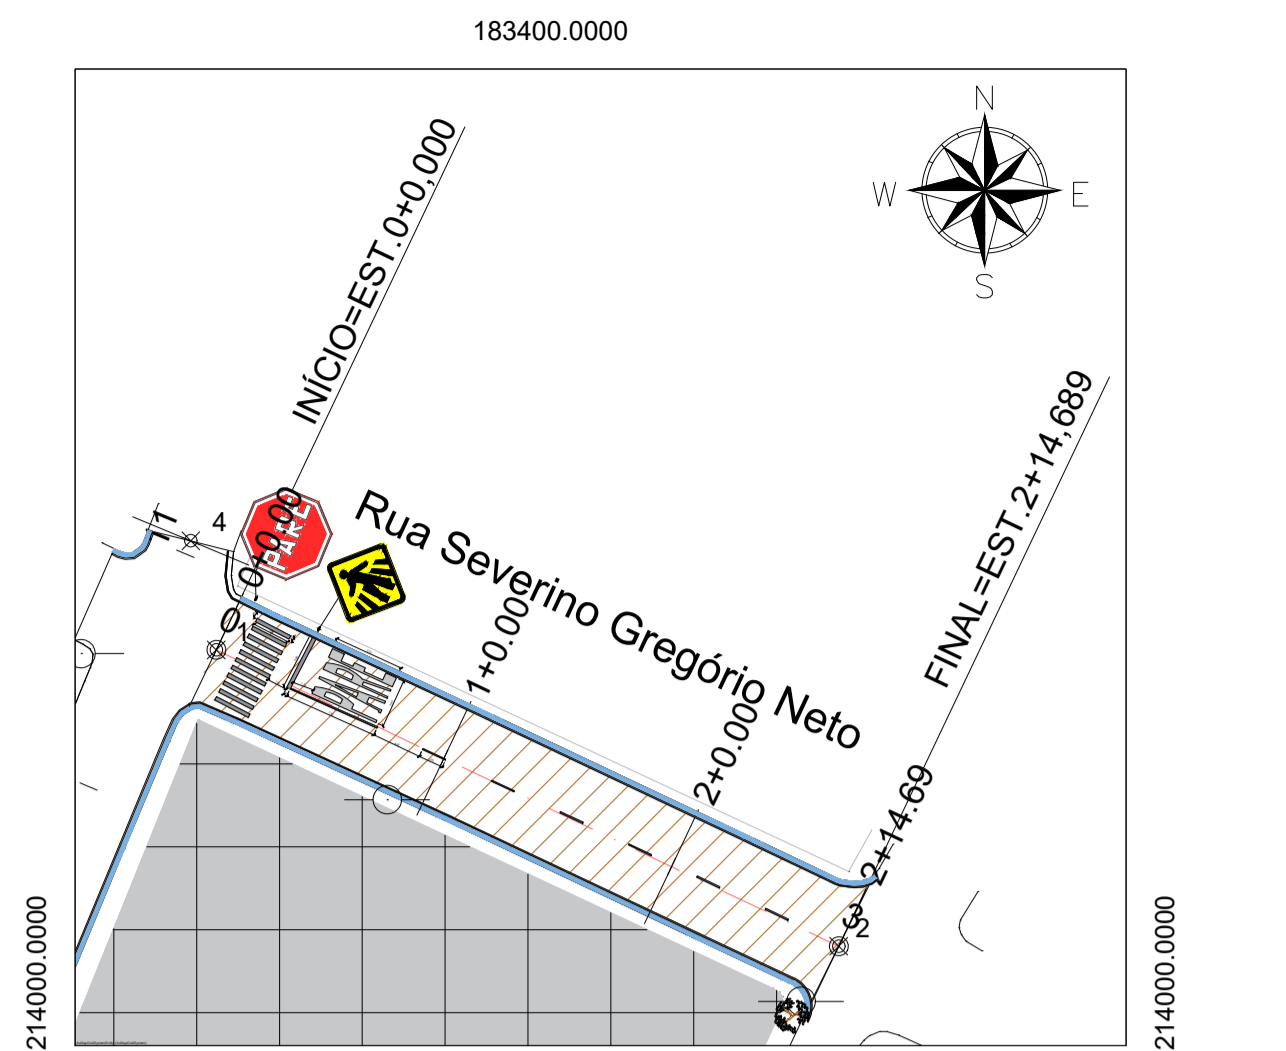 183400.0000
N
W
E
S
INÍCIO=EST.0+0,000
FINAL=EST.2+14,689
PARE
Rua Severino Gregório Neto
11
4
0+0.00
0
1
PARE
1+0.00
2+0.00
2+14.69
3
2
214000.0000
214000.0000